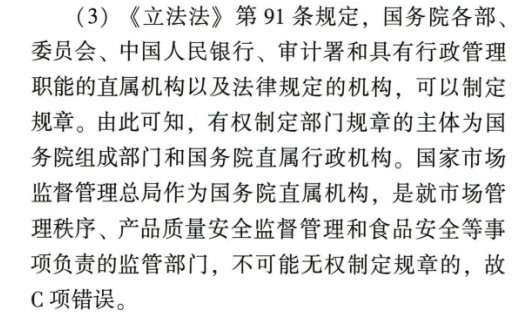 （3）《立法法》第 91 条规定，国务院各部、
委员会、中国人民银行、审计署和具有行政管理
职能的直属机构以及法律规定的机构，可以制定
规章。由此可知，有权制定部门规章的主体为国
务院组成部门和国务院直属行政机构。国家市场
监督管理总局作为国务院直属机构，是就市场管
理秩序、产品质量安全监督管理和食品安全等事
项负责的监管部门，不可能无权制定规章的，故
C 项错误。